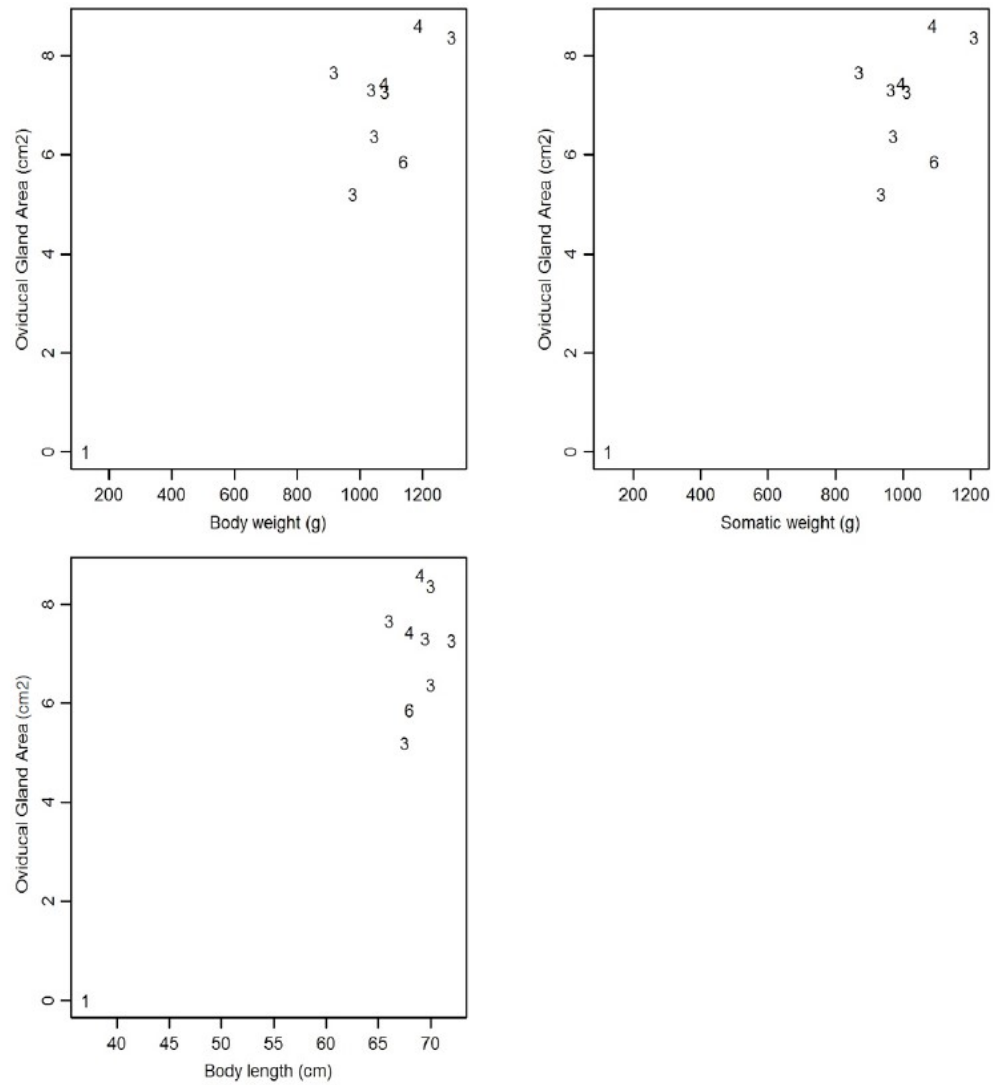 Oviducal Gland Area (cm2)
0 2 4 6 8
4
3
3
4
3
3
3
6
3
1
200 400 600 800 1000 1200
Body weight (g)
Oviducal Gland Area (cm2)
0 2 4 6 8
4
3
3
4
3
3
3
6
3
1
200 400 600 800 1000 1200
Somatic weight (g)
Oviducal Gland Area (cm2)
0 2 4 6 8
4
3
3
4
3
3
3
6
3
1
40 45 50 55 60 65 70
Body length (cm)